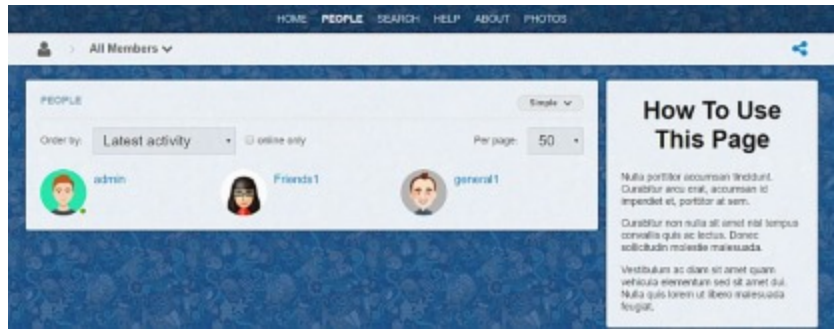 HOME PEOPLE SEARCH HELP ABOUT PHOTOS
All Members
PEOPLE
Simple
Order by: Latest activity online only Per page: 50
admin Friends1 general1
How To Use
This Page
Nulla porttitor accumsan tincidunt.
Curabitur arcu erat, accumsan id
imperdiet et, porttitor at sem.
Curabitur non nulla sit amet nisl tempus
convallis quis ac lectus. Donec
sollicitudin molestie malesuada.
Vestibulum ac diam sit amet quam
vehicula elementum sed sit amet dui.
Nulla quis lorem ut libero malesuada
feugiat.